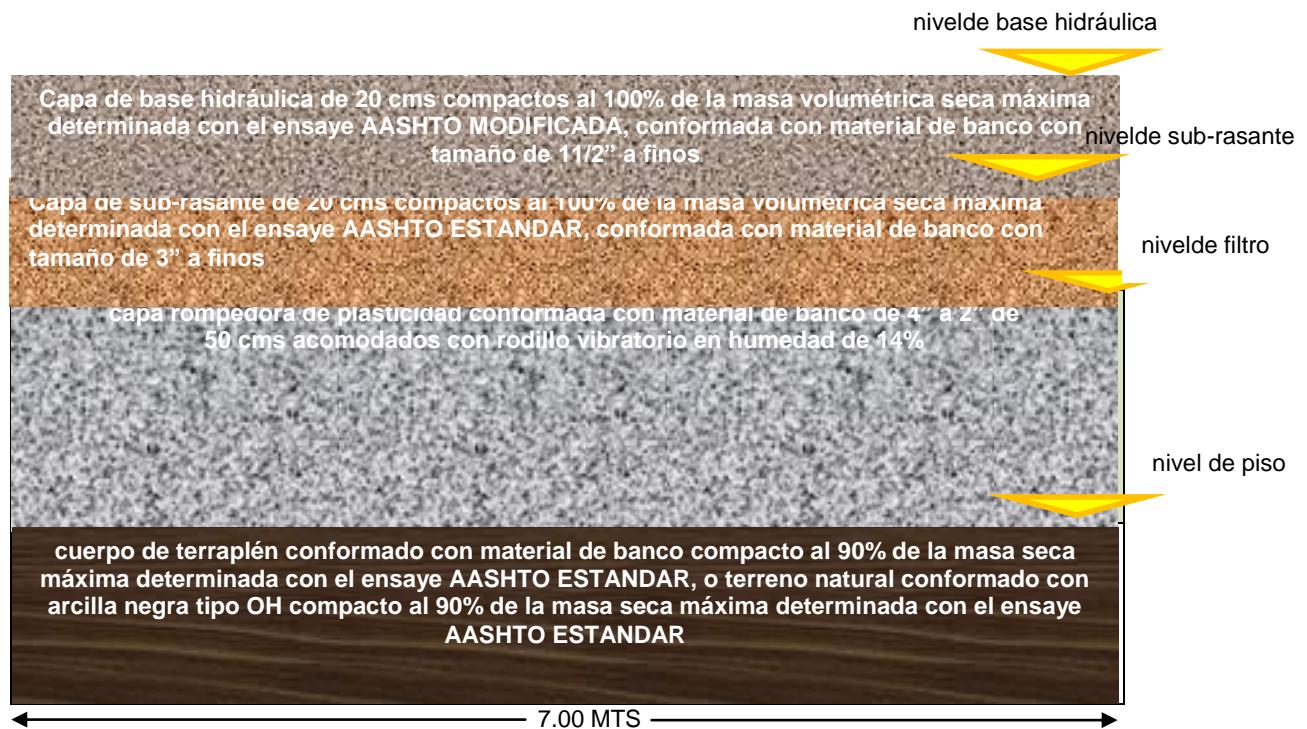 nivelde base hidráulica
Capa de base hidráulica de 20 cms compactos al 100% de la masa volumétrica seca máxima
determinada con el ensaye AASHTO MODIFICADA, conformada con material de banco con
tamaño de 11/2” a finos
nivelde sub-rasante
Capa de sub-rasante de 20 cms compactos al 100% de la masa volumétrica seca máxima
determinada con el ensaye AASHTO ESTANDAR, conformada con material de banco con
tamaño de 3” a finos
nivelde filtro
capa rompedora de plasticidad conformada con material de banco de 4” a 2” de
50 cms acomodados con rodillo vibratorio en humedad de 14%
nivel de piso
cuerpo de terraplén conformado con material de banco compacto al 90% de la masa seca
máxima determinada con el ensaye AASHTO ESTANDAR, o terreno natural conformado con
arcilla negra tipo OH compacto al 90% de la masa seca máxima determinada con el ensaye
AASHTO ESTANDAR
7.00 MTS